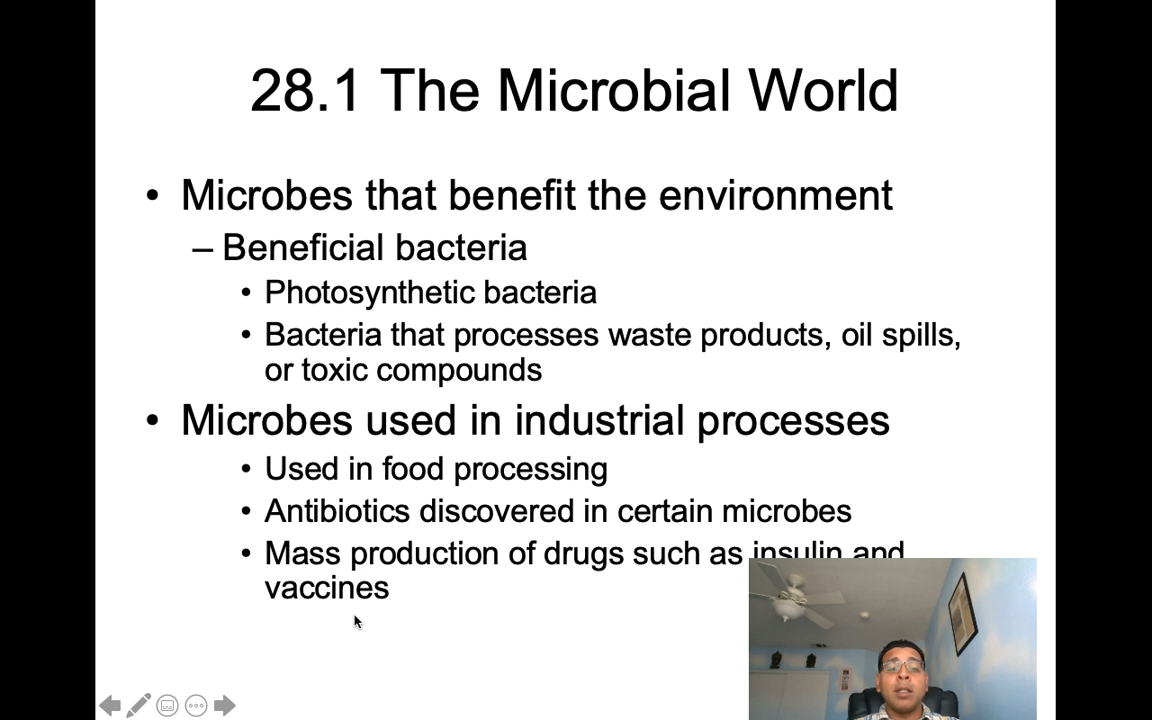 28.1 The Microbial World
• Microbes that benefit the environment
– Beneficial bacteria
• Photosynthetic bacteria
• Bacteria that processes waste products, oil spills,
or toxic compounds
• Microbes used in industrial processes
• Used in food processing
• Antibiotics discovered in certain microbes
• Mass production of drugs such as insulin and
vaccines